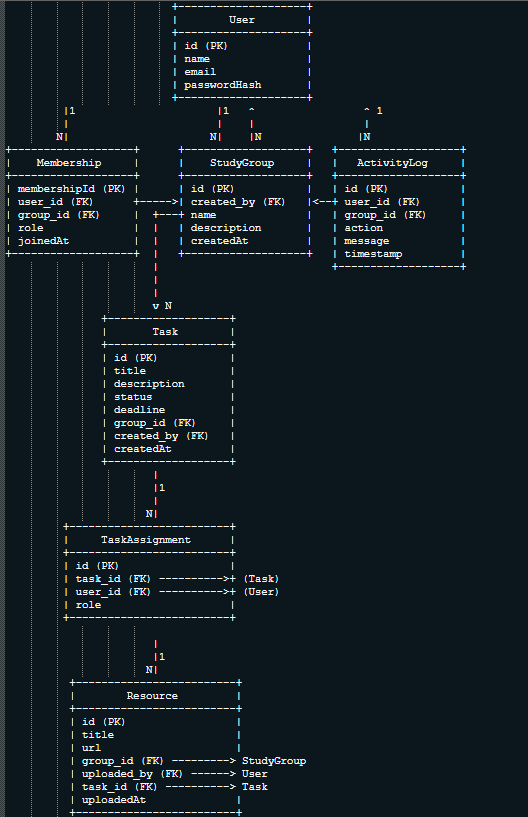 User
id (PK)
name
email
passwordHash
1 1 ^ ^ 1
N N N N
Membership StudyGroup ActivityLog
membershipId (PK) id (PK) id (PK)
user_id (FK) +-----> created_by (FK) <--+ user_id (FK)
group_id (FK) +---+ name group_id (FK)
role description action
joinedAt createdAt message
timestamp
v N
Task
id (PK)
title
description
status
deadline
group_id (FK)
created_by (FK)
createdAt
1
N
TaskAssignment
id (PK)
task_id (FK) ---------->+ (Task)
user_id (FK) ---------->+ (User)
role
1
N
Resource
id (PK)
title
url
group_id (FK) ---------> StudyGroup
uploaded_by (FK) ------> User
task_id (FK) ----------> Task
uploadedAt